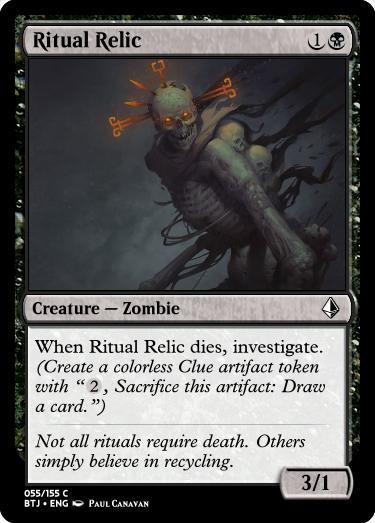 Ritual Relic 1
Creature — Zombie
When Ritual Relic dies, investigate.
(Create a colorless Clue artifact token
with “2, Sacrifice this artifact: Draw
a card.”)
Not all rituals require death. Others
simply believe in recycling.
3/1
055/155 C
BTJ • ENG Paul Canavan